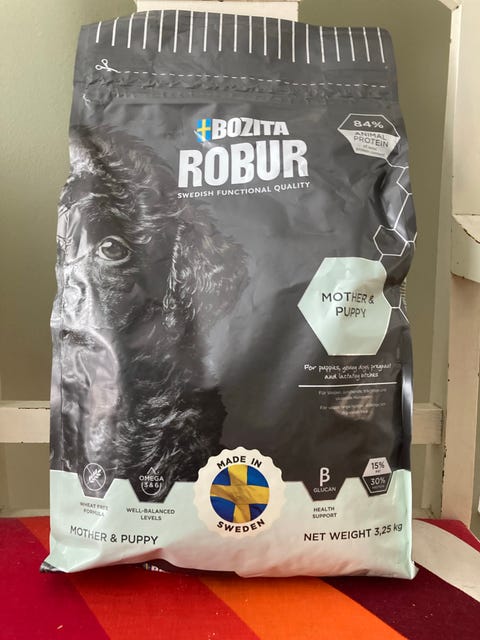 BOZITA
ROBUR
SWEDISH FUNCTIONAL QUALITY
84%
ANIMAL
PROTEIN
MOTHER &
PUPPY
For puppies, young dogs, pregnant
and lactating bitches
MADE IN
SWEDEN
WHEAT FREE
FORMULA
OMEGA
(3&6)
WELL-BALANCED
LEVELS
β
GLUCAN
HEALTH
SUPPORT
15%
FAT
30%
MOTHER & PUPPY
NET WEIGHT 3,25 kg